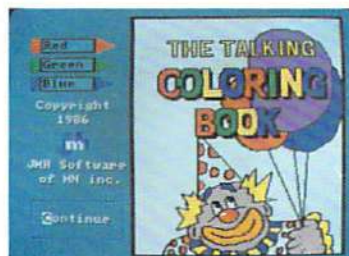 Red
Green
Blue
Copyright
1986
m
JMH Software
of MN inc.
Continue
THE TALKING
COLORING
BOOK